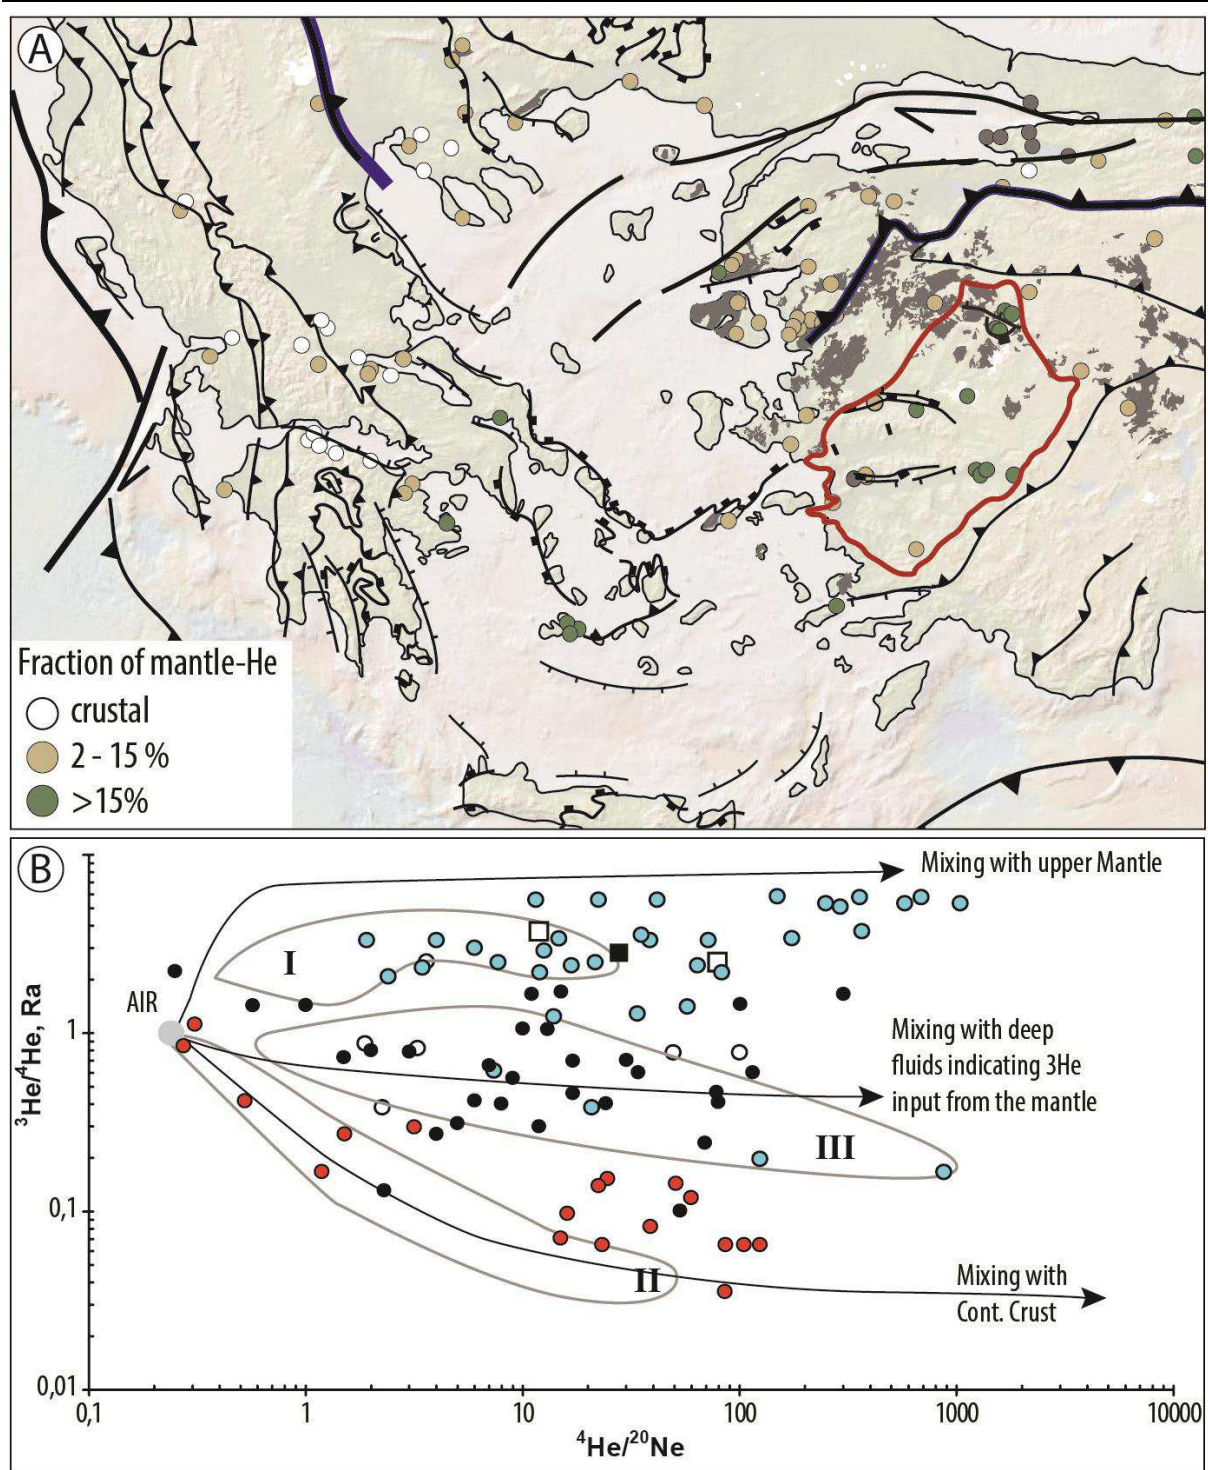 A
Fraction of mantle-He
crustal
2 - 15 %
>15%
B
Mixing with upper Mantle
I
AIR
1
Mixing with deep
fluids indicating 3He
input from the mantle
³He/⁴He, Ra
III
0,1
II
Mixing with
Cont. Crust
0,01
0,1 1 10 100 1000 10000
⁴He/²⁰Ne